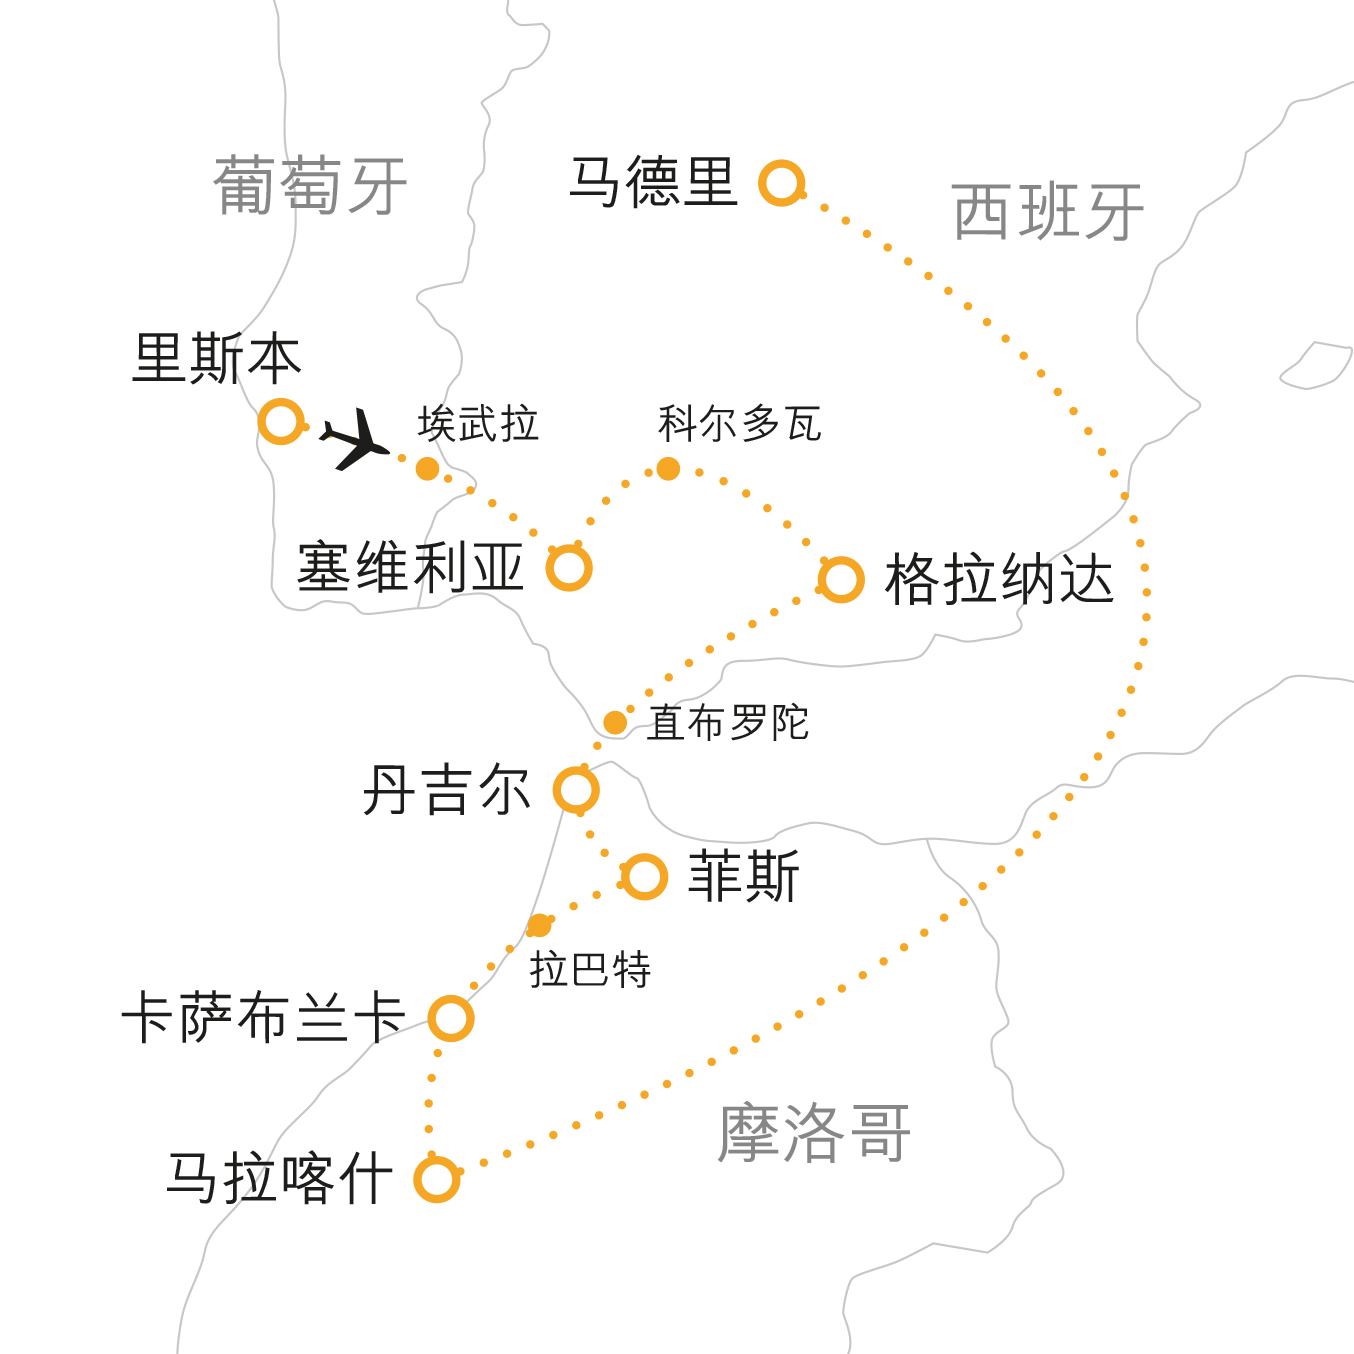 葡萄牙
马德里
西班牙
里斯本
埃武拉
科尔多瓦
塞维利亚
格拉纳达
直布罗陀
丹吉尔
菲斯
拉巴特
卡萨布兰卡
摩洛哥
马拉喀什